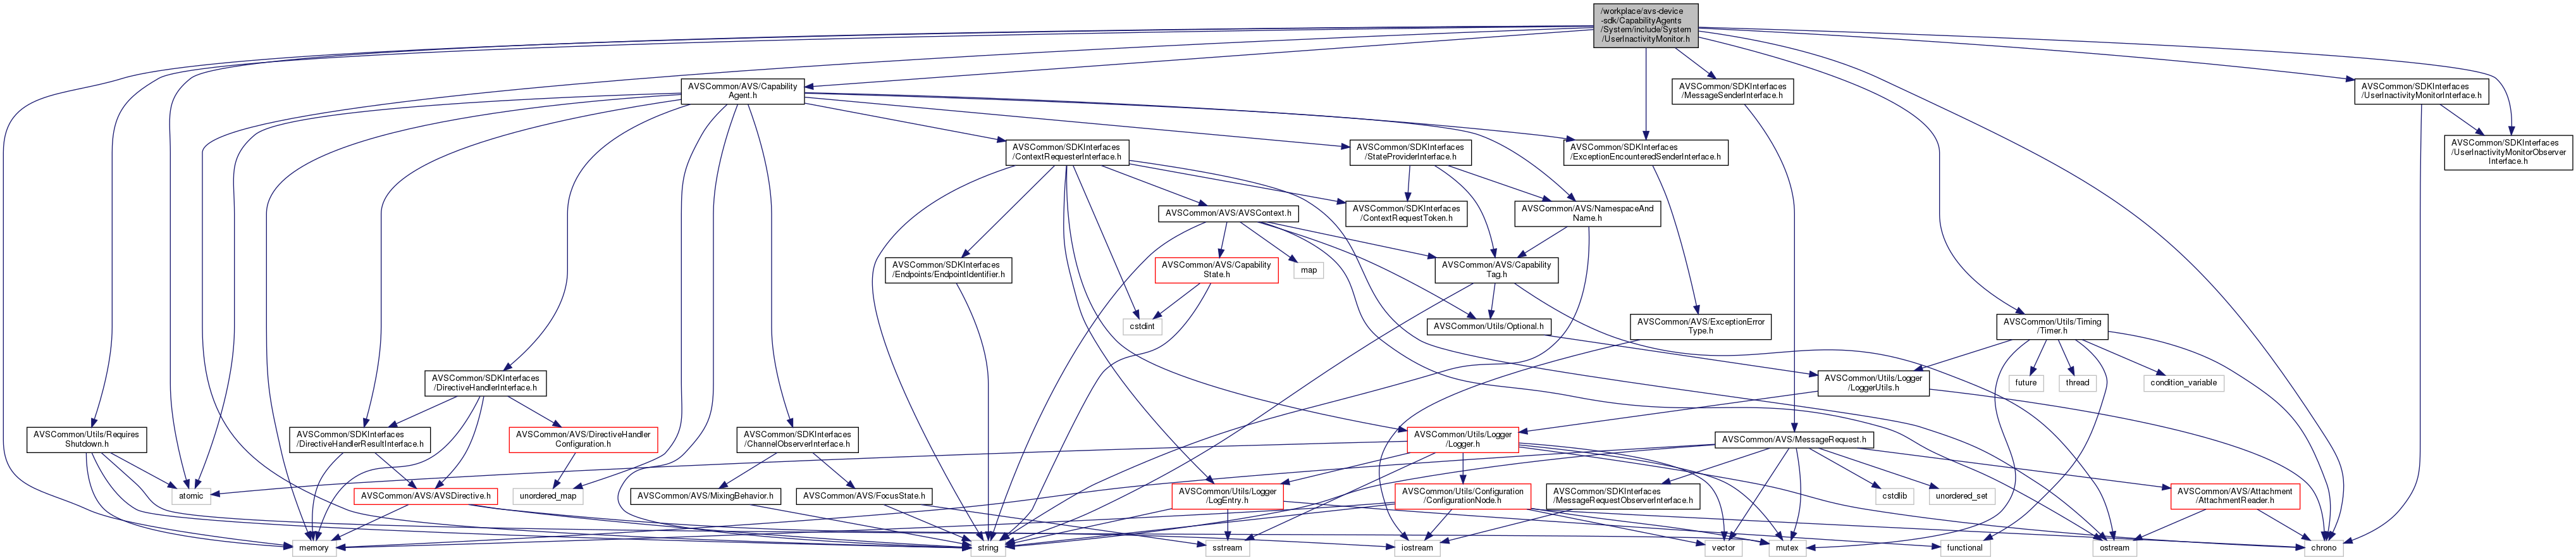 /workplace/avs-device
-sdk/CapabilityAgents
/System/include/System
/UserInactivityMonitor.h
AVSCommon/AVS/Capability
Agent.h
AVSCommon/SDKInterfaces
/MessageSenderInterface.h
AVSCommon/SDKInterfaces
/UserInactivityMonitorInterface.h
AVSCommon/SDKInterfaces
/ContextRequesterInterface.h
AVSCommon/SDKInterfaces
/StateProviderInterface.h
AVSCommon/SDKInterfaces
/ExceptionEncounteredSenderInterface.h
AVSCommon/SDKInterfaces
/UserInactivityMonitorObserver
Interface.h
AVSCommon/AVS/AVSContext.h
AVSCommon/SDKInterfaces
/ContextRequestToken.h
AVSCommon/AVS/NamespaceAnd
Name.h
AVSCommon/SDKInterfaces
/Endpoints/EndpointIdentifier.h
AVSCommon/AVS/Capability
State.h
map
AVSCommon/AVS/Capability
Tag.h
cstdint
AVSCommon/Utils/Optional.h
AVSCommon/AVS/ExceptionError
Type.h
AVSCommon/Utils/Timing
/Timer.h
AVSCommon/SDKInterfaces
/DirectiveHandlerInterface.h
AVSCommon/Utils/Logger
/LoggerUtils.h
future
thread
condition_variable
AVSCommon/Utils/Requires
Shutdown.h
AVSCommon/SDKInterfaces
/DirectiveHandlerResultInterface.h
AVSCommon/AVS/DirectiveHandler
Configuration.h
AVSCommon/SDKInterfaces
/ChannelObserverInterface.h
AVSCommon/Utils/Logger
/Logger.h
AVSCommon/AVS/MessageRequest.h
atomic
AVSCommon/AVS/AVSDirective.h
unordered_map
AVSCommon/AVS/MixingBehavior.h
AVSCommon/AVS/FocusState.h
AVSCommon/Utils/Logger
/LogEntry.h
AVSCommon/Utils/Configuration
/ConfigurationNode.h
AVSCommon/SDKInterfaces
/MessageRequestObserverInterface.h
cstdlib
unordered_set
AVSCommon/AVS/Attachment
/AttachmentReader.h
memory
string
sstream
iostream
vector
mutex
functional
ostream
chrono